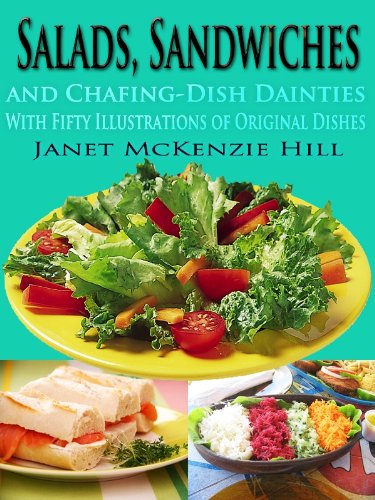 Salads, Sandwiches
and Chafing-Dish Dainties
With Fifty Illustrations of Original Dishes
Janet McKenzie Hill